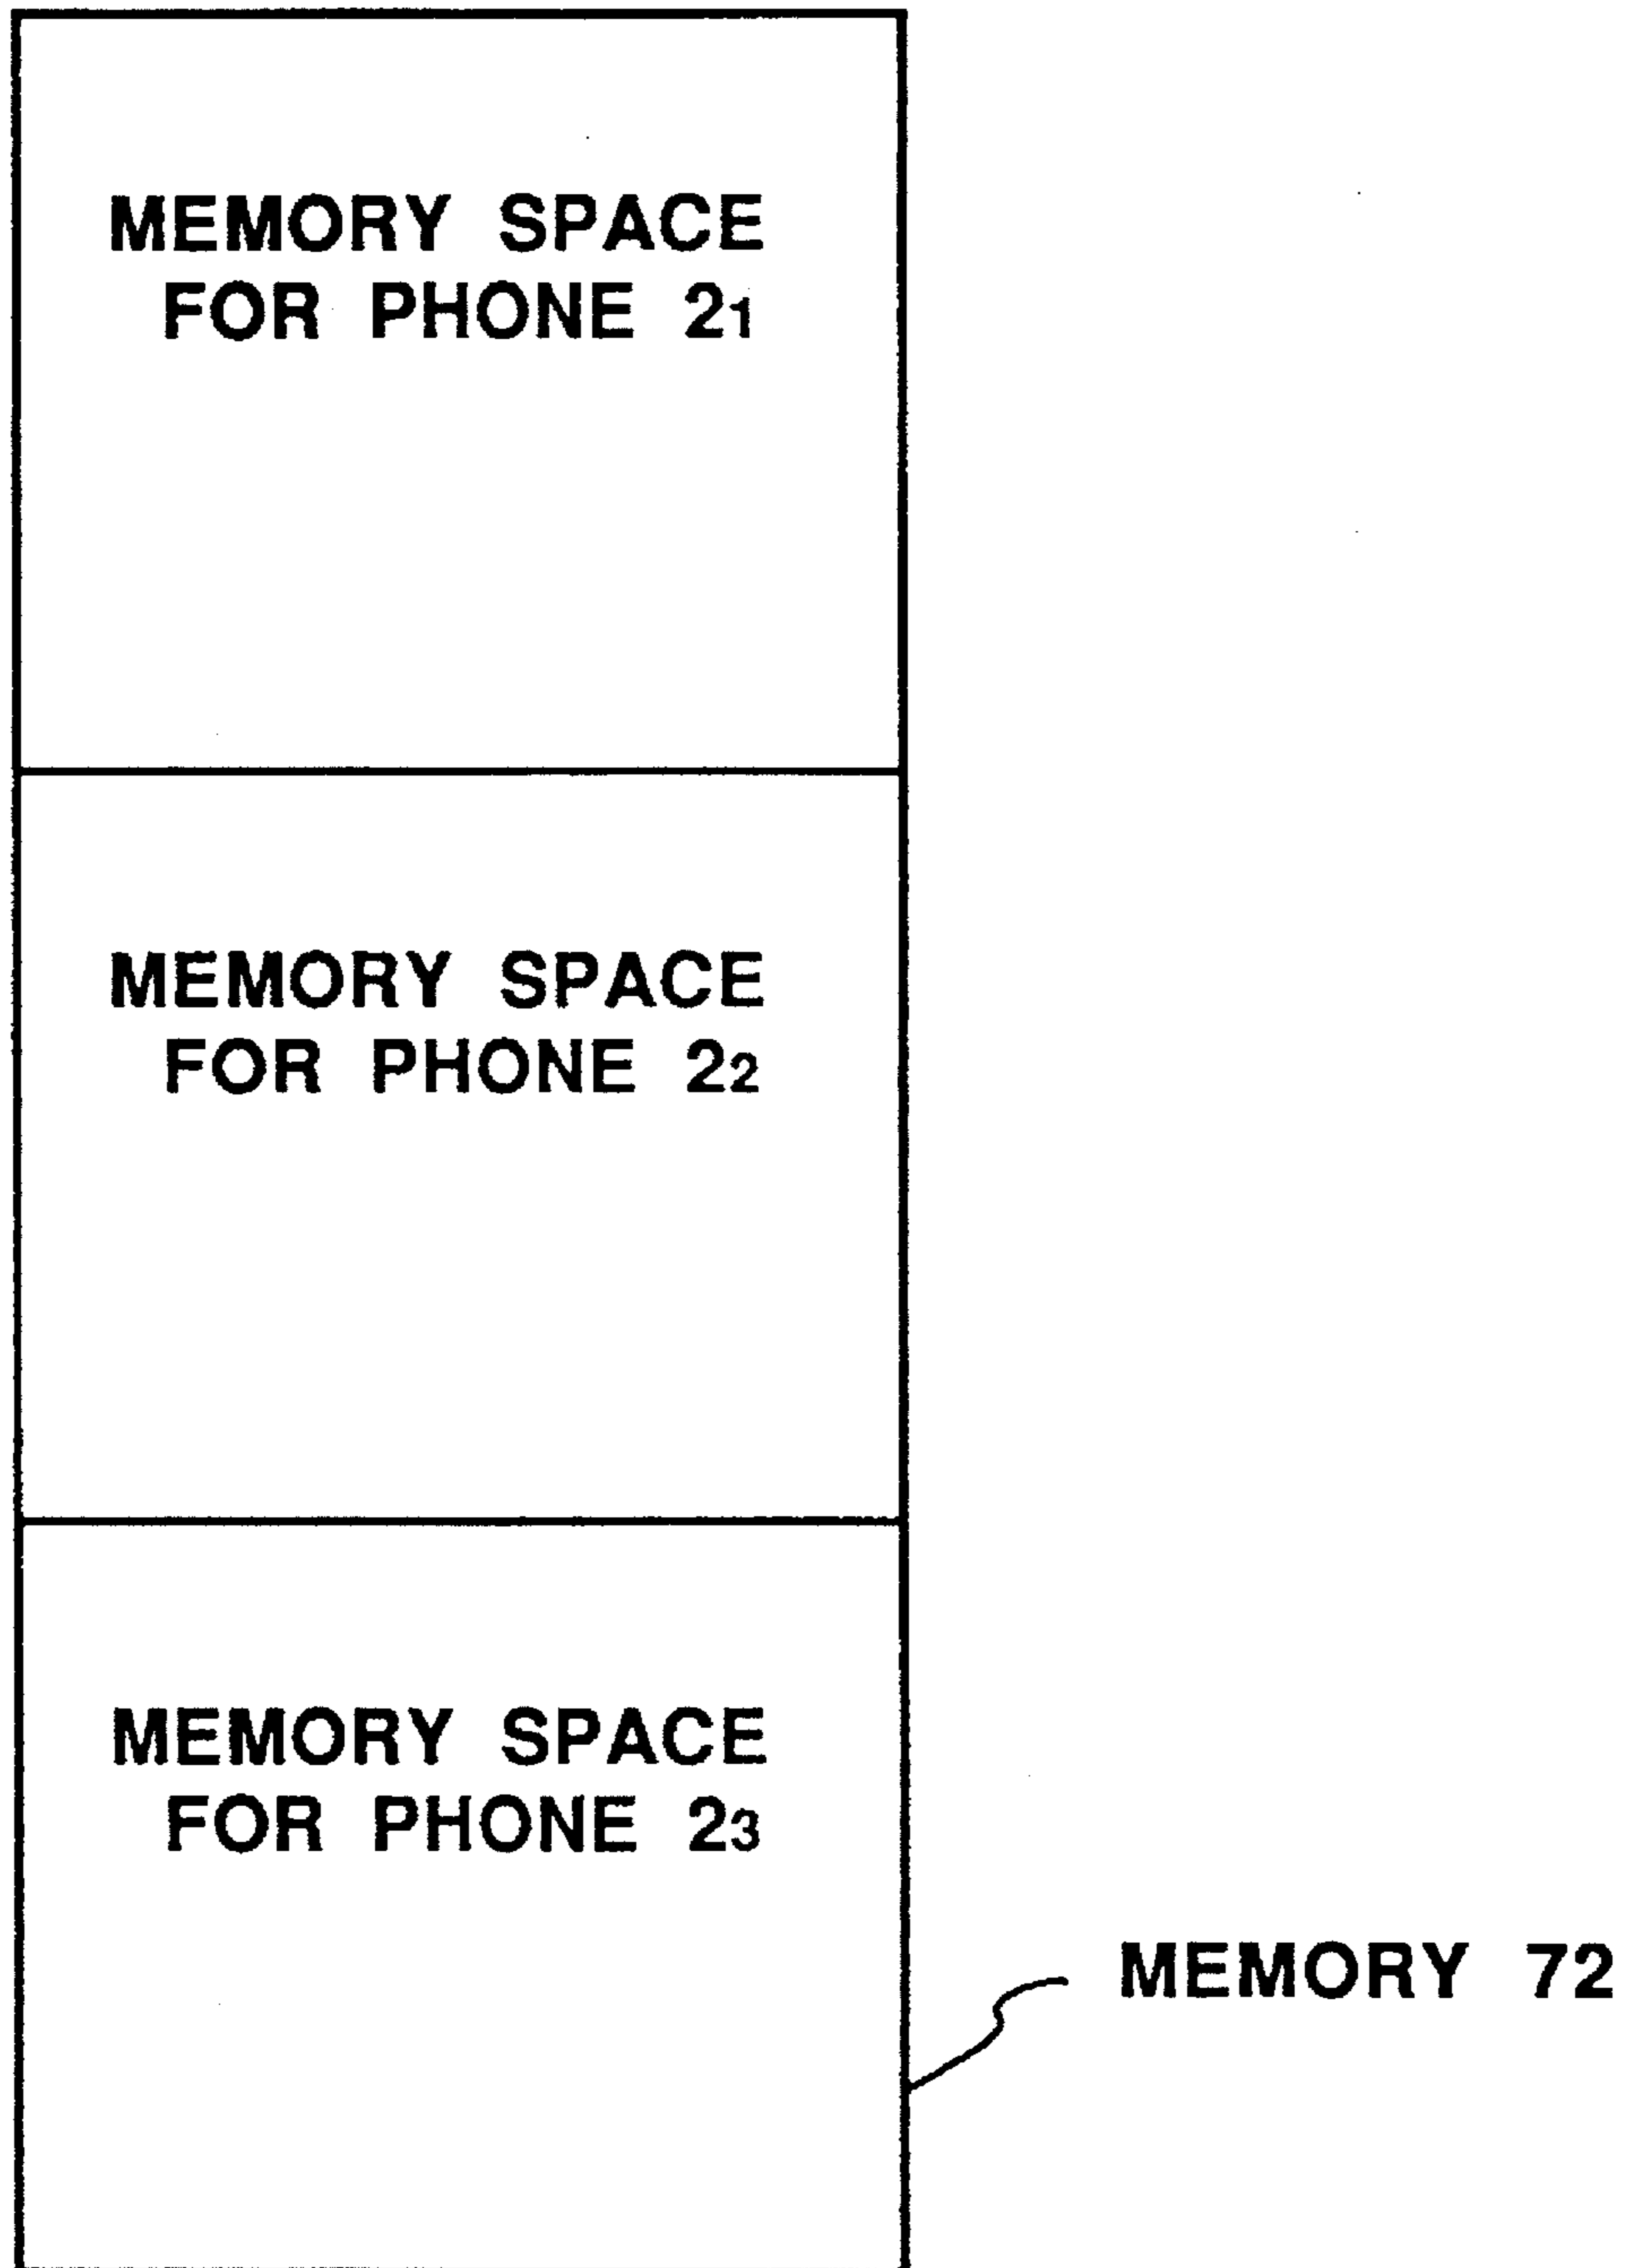 MEMORY SPACE
FOR PHONE 2₁
MEMORY SPACE
FOR PHONE 2₂
MEMORY SPACE
FOR PHONE 2₃
MEMORY 72